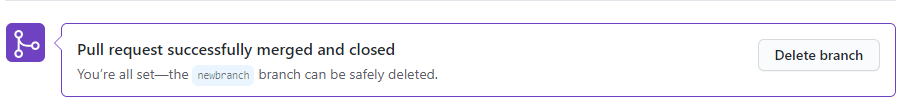 Pull request successfully merged and closed
You're all set—the newbranch branch can be safely deleted.
Delete branch